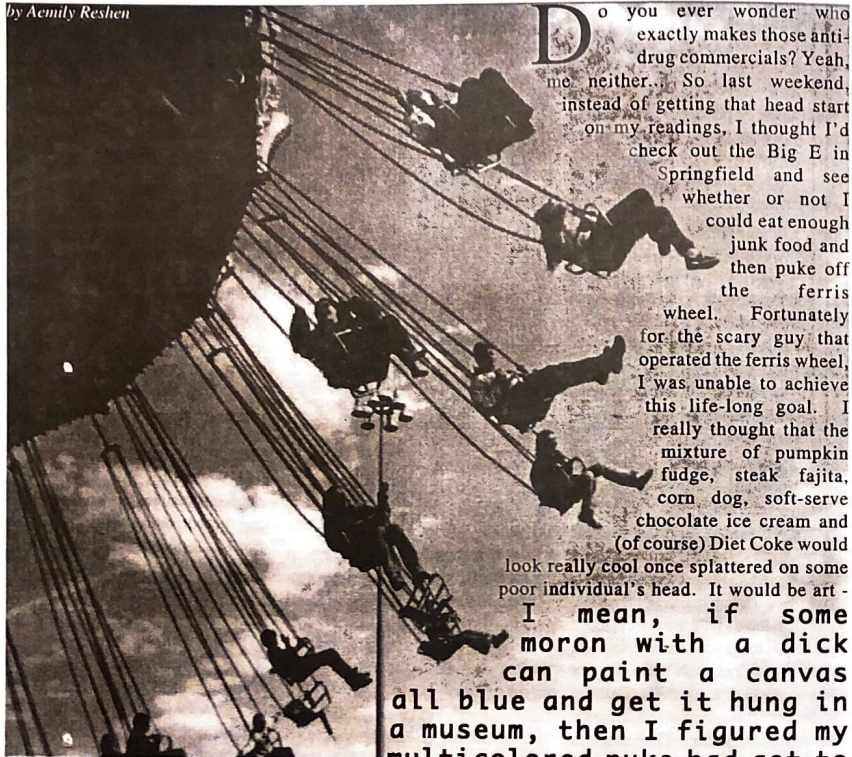 by Aemily Reshen
Do you ever wonder who
exactly makes those anti-
drug commercials? Yeah,
me neither... So last weekend,
instead of getting that head start
on my readings, I thought I'd
check out the Big E in
Springfield and see
whether or not I
could eat enough
junk food and
then puke off
the ferris
wheel. Fortunately
for the scary guy that
operated the ferris wheel,
I was unable to achieve
this life-long goal. I
really thought that the
mixture of pumpkin
fudge, steak fajita,
corn dog, soft-serve
chocolate ice cream and
(of course) Diet Coke would
look really cool once splattered on some
poor individual's head. It would be art -
I mean, if some
moron with a dick
can paint a canvas
all blue and get it hung in
a museum, then I figured my
multicolored puke had got to